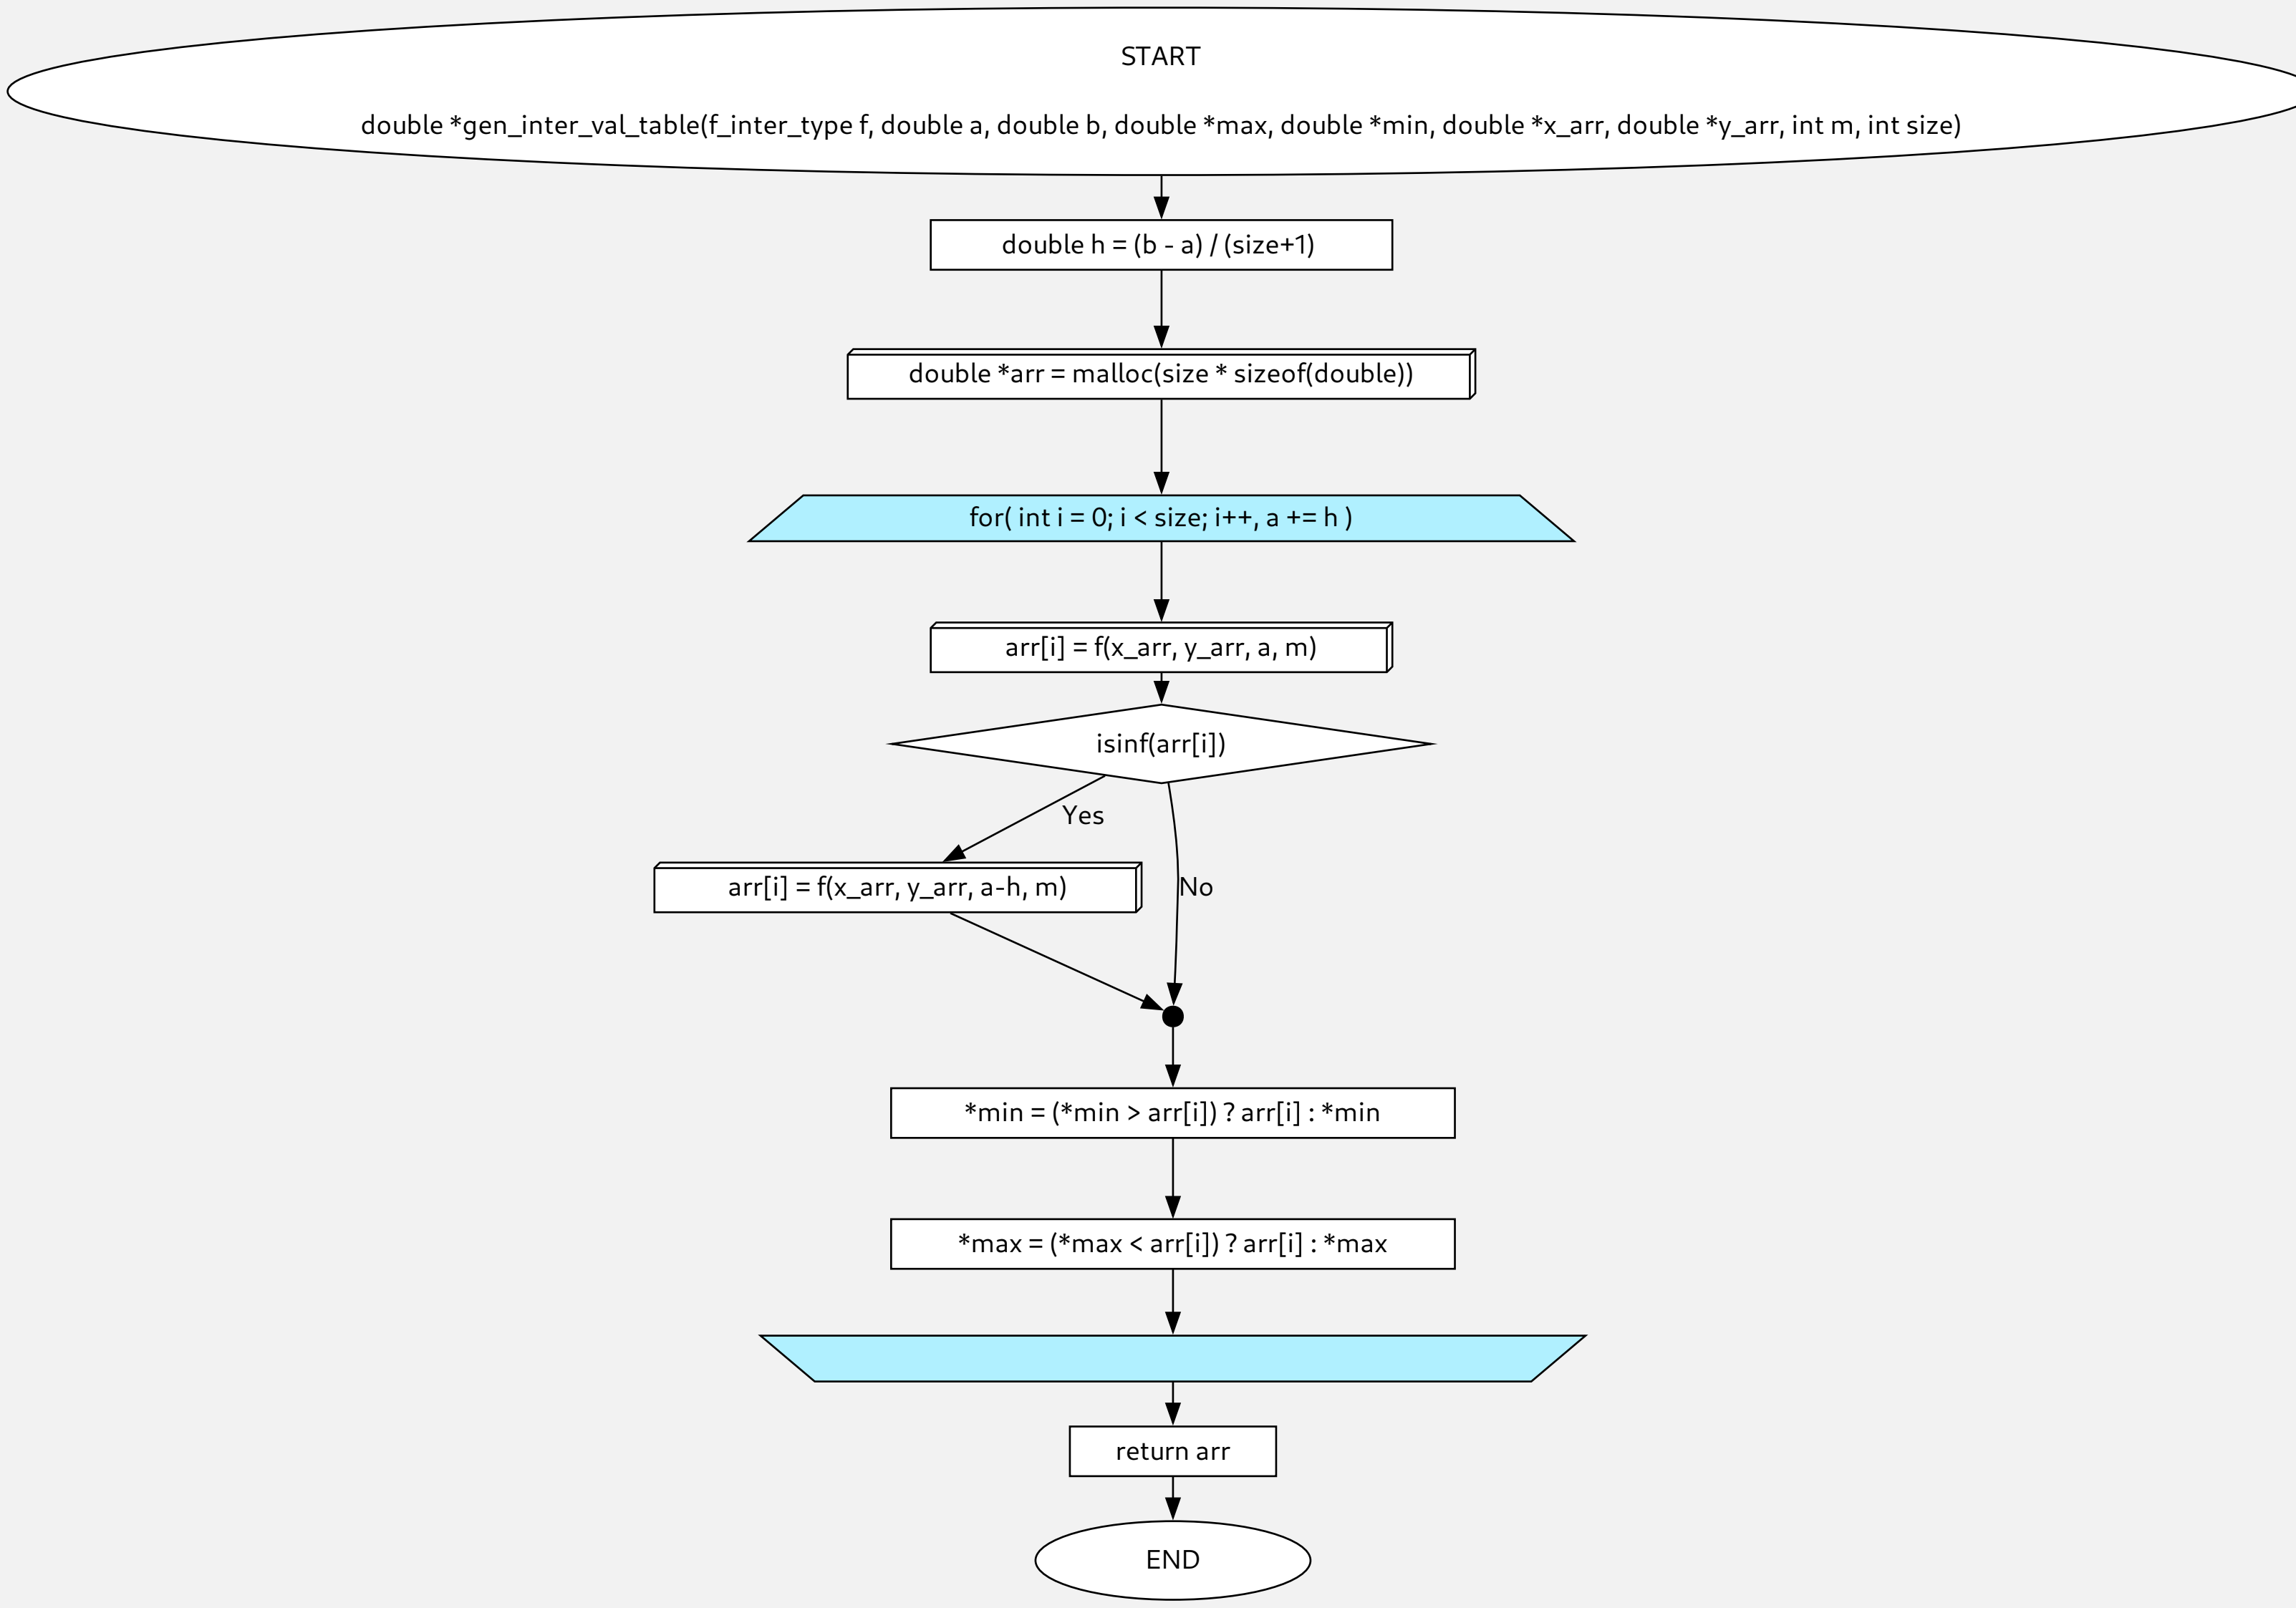 START
double *gen_inter_val_table(f_inter_type f, double a, double b, double *max, double *min, double *x_arr, double *y_arr, int m, int size)
double h = (b - a) / (size+1)
double *arr = malloc(size * sizeof(double))
for( int i = 0; i < size; i++, a += h )
arr[i] = f(x_arr, y_arr, a, m)
isinf(arr[i])
Yes
arr[i] = f(x_arr, y_arr, a-h, m)
No
*min = (*min > arr[i]) ? arr[i] : *min
*max = (*max < arr[i]) ? arr[i] : *max
return arr
END